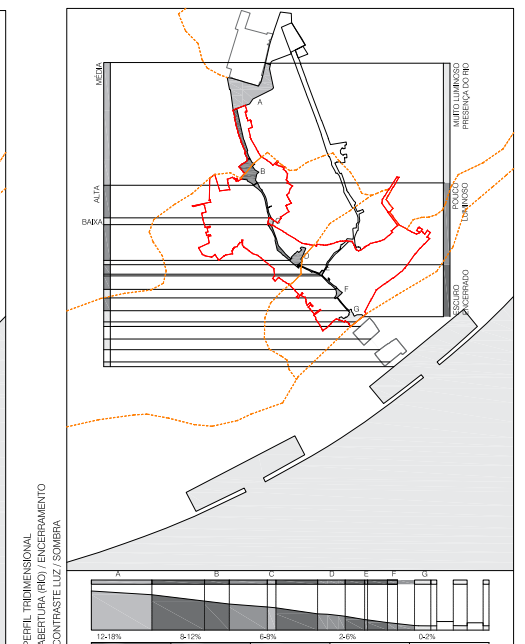 MÉDIA
ALTA
BAIXA
MUITO LUMINOSO
PRESENÇA DO RIO
POUCO
LUMINOSO
ESCURO
ENCERRADO
A
B
D
E
F
G
PERFIL TRIDIMENSIONAL
ABERTURA (RIO) / ENCERRAMENTO
CONTRASTE LUZ / SOMBRA
A B C D E F G
12-18% 8-12% 6-8% 2-6% 0-2%